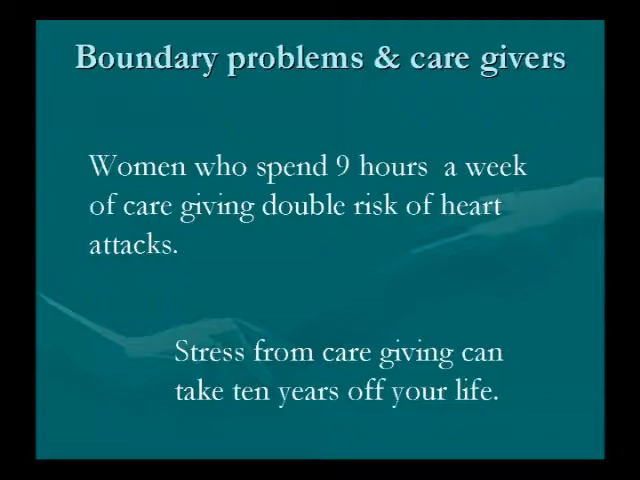 Boundary problems & care givers
Women who spend 9 hours a week
of care giving double risk of heart
attacks.
Stress from care giving can
take ten years off your life.